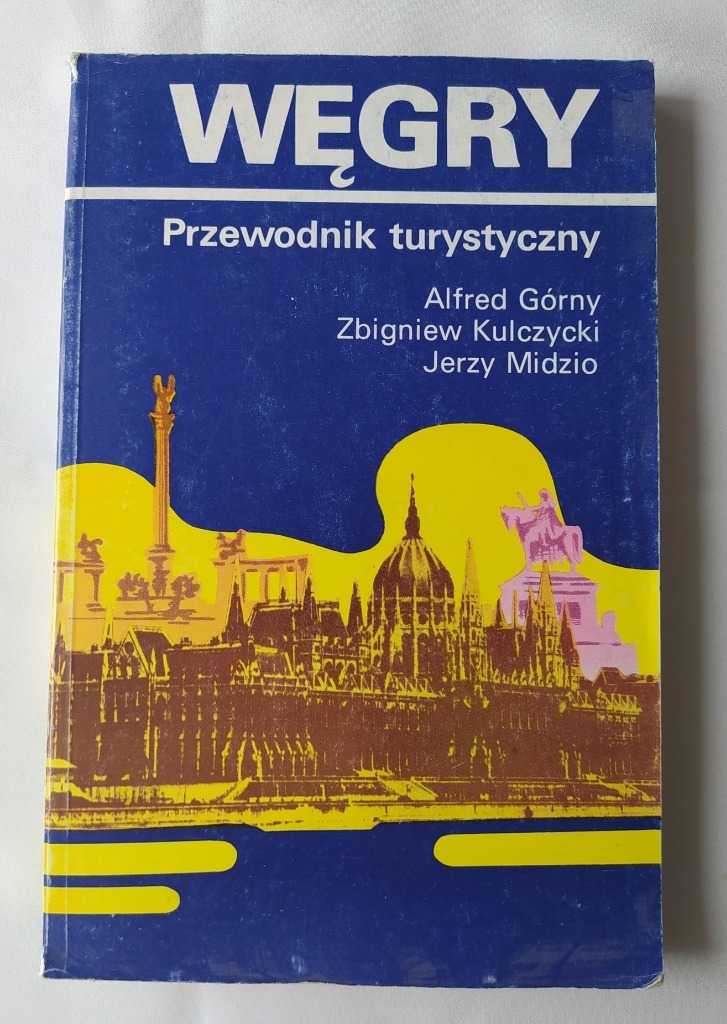 WĘGRY
Przewodnik turystyczny
Alfred Górny
Zbigniew Kulczycki
Jerzy Midzio